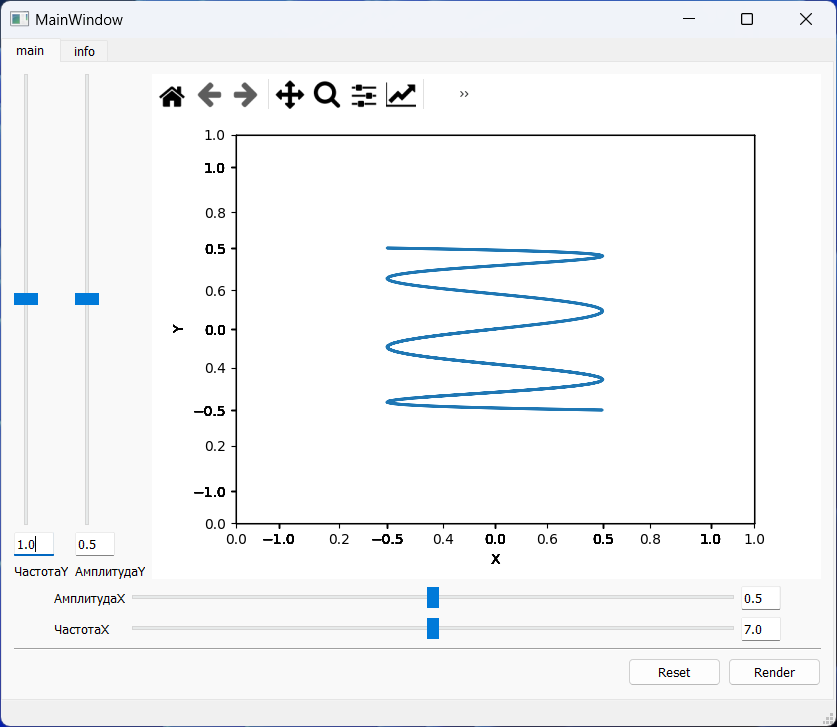 MainWindow
main info
»
1.0
1.0
0.8
0.5
0.6
Y
0.0
0.4
−0.5
0.2
−1.0
0.0
0.0 −1.0 0.2 −0.5 0.4 0.0 0.6 0.5 0.8 1.0 1.0
X
1.0 0.5
ЧастотаY АмплитудаY
АмплитудаX 0.5
ЧастотаX 7.0
Reset Render